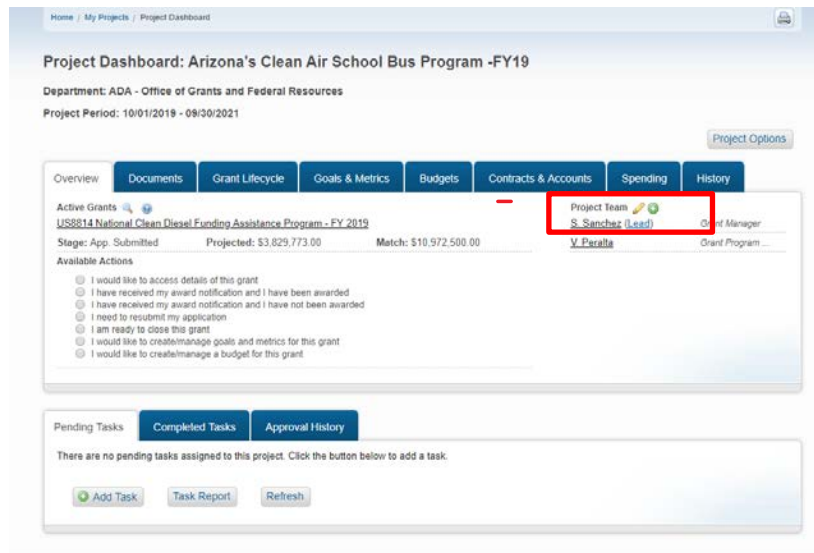 Home / My Projects / Project Dashboard
Project Dashboard: Arizona's Clean Air School Bus Program -FY19
Department: ADA - Office of Grants and Federal Resources
Project Period: 10/01/2019 - 09/30/2021
Project Options
Overview Documents Grant Lifecycle Goals & Metrics Budgets Contracts & Accounts Spending History
Active Grants Project Team
US8814 National Clean Diesel Funding Assistance Program - FY 2019 S. Sanchez (Lead) Grant Manager
Stage: App. Submitted Projected: $3,829,773.00 Match: $10,972,500.00 V. Peralta Grant Program ...
Available Actions
I would like to access details of this grant
I have received my award notification and I have been awarded
I have received my award notification and I have not been awarded
I need to resubmit my application
I am ready to close this grant
I would like to create/manage goals and metrics for this grant
I would like to create/manage a budget for this grant
Pending Tasks Completed Tasks Approval History
There are no pending tasks assigned to this project. Click the button below to add a task.
Add Task Task Report Refresh